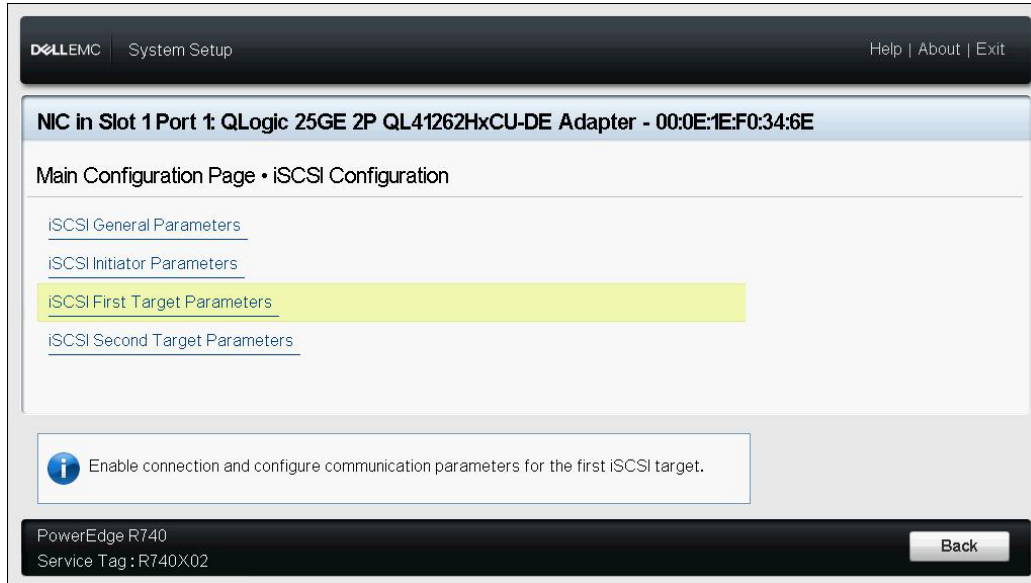 DELLEMC System Setup Help | About | Exit
NIC in Slot 1 Port 1: QLogic 25GE 2P QL41262HxCU-DE Adapter - 00:0E:1E:F0:34:6E
Main Configuration Page • iSCSI Configuration
iSCSI General Parameters
iSCSI Initiator Parameters
iSCSI First Target Parameters
iSCSI Second Target Parameters
Enable connection and configure communication parameters for the first iSCSI target.
PowerEdge R740
Service Tag : R740X02
Back